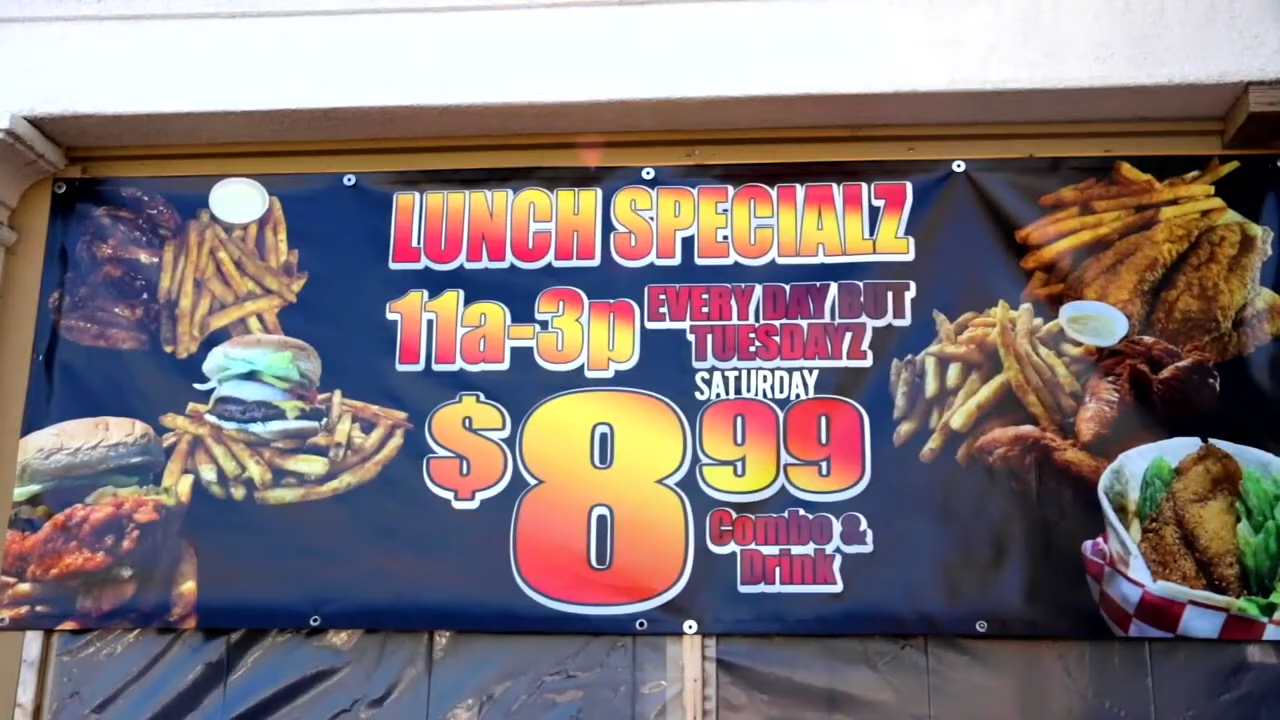 LUNCH SPECIALZ
11a-3p EVERY DAY BUT
TUESDAYZ
SATURDAY
$8 99
Combo &
Drink